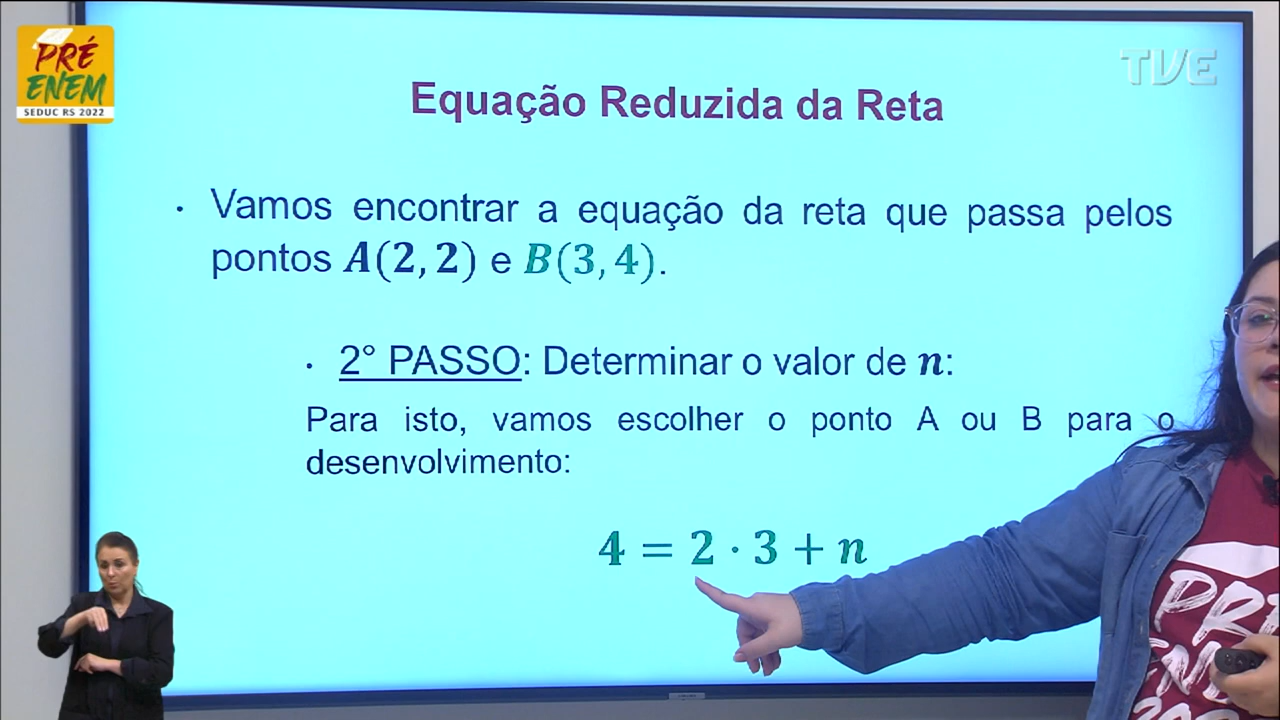 PRÉ
ENEM
SEDUC RS 2022
TVE
Equação Reduzida da Reta
• Vamos encontrar a equação da reta que passa pelos
pontos A(2, 2) e B(3, 4).
• 2° PASSO: Determinar o valor de n:
Para isto, vamos escolher o ponto A ou B para o
desenvolvimento:
4 = 2 · 3 + n